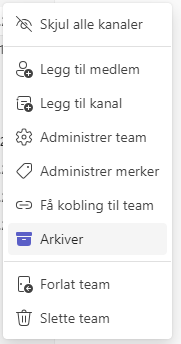 Skjul alle kanaler
Legg til medlem
Legg til kanal
Administrer team
Administrer merker
Få kobling til team
Arkiver
Forlat team
Slette team